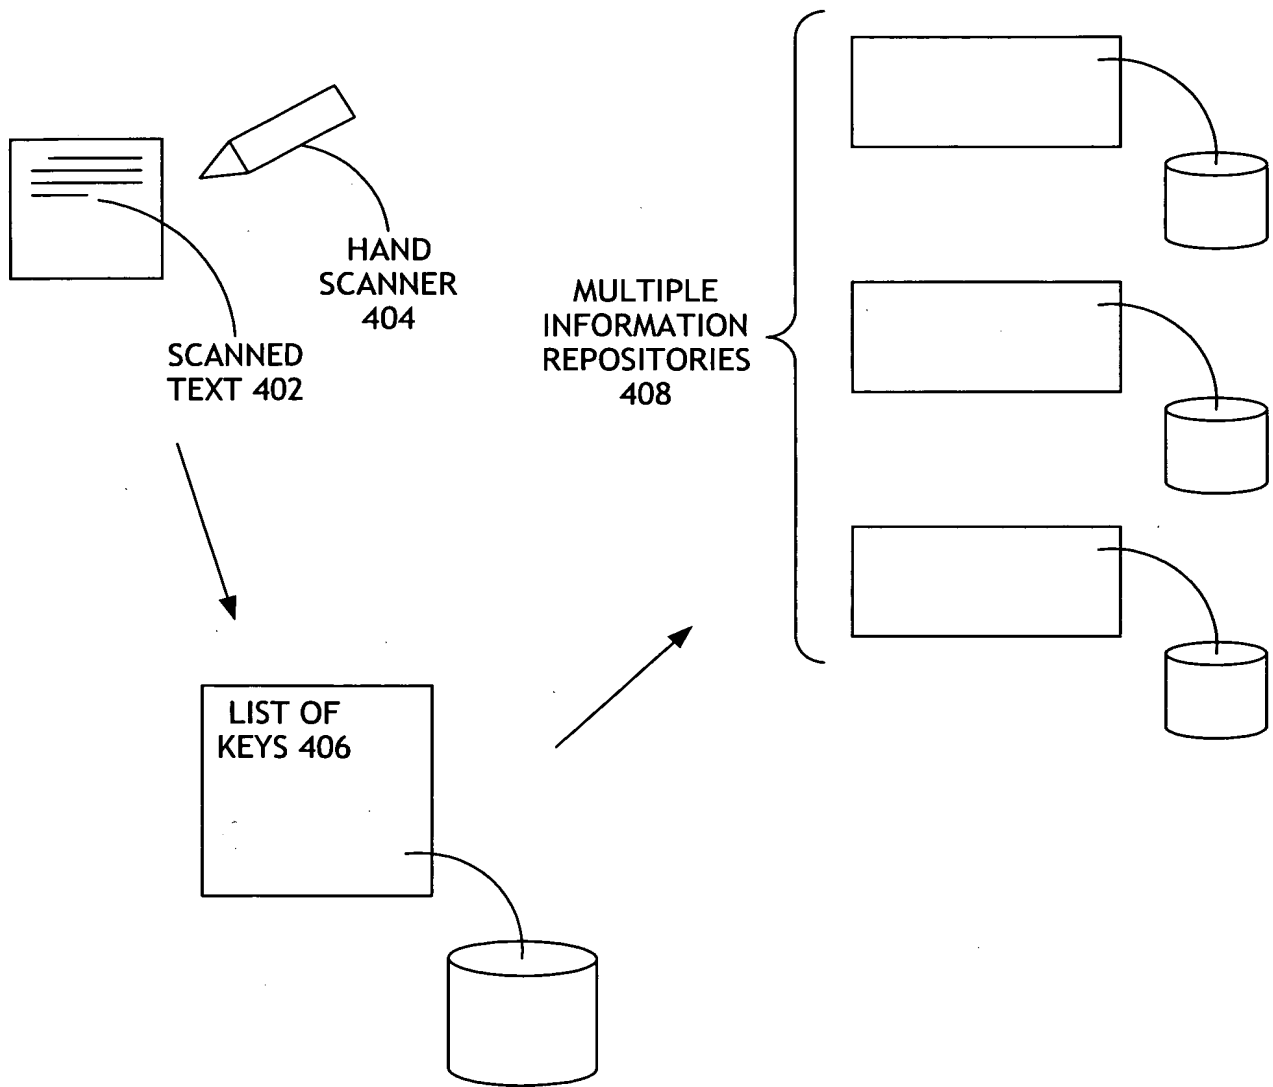 HAND
SCANNER
404
SCANNED
TEXT 402
MULTIPLE
INFORMATION
REPOSITORIES
408
LIST OF
KEYS 406